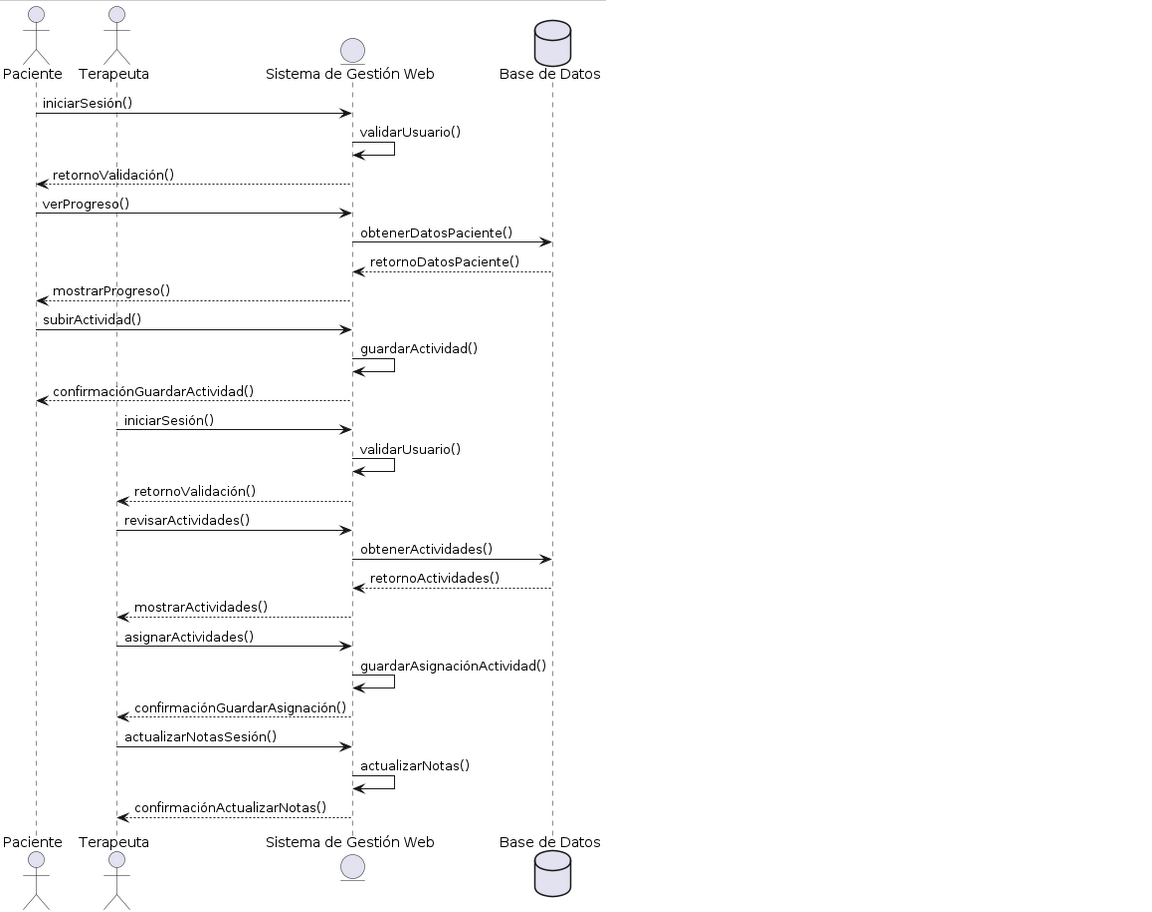 Paciente Terapeuta Sistema de Gestión Web Base de Datos
iniciarSesión()
validarUsuario()
retornoValidación()
verProgreso()
obtenerDatosPaciente()
retornoDatosPaciente()
mostrarProgreso()
subirActividad()
guardarActividad()
confirmaciónGuardarActividad()
iniciarSesión()
validarUsuario()
retornoValidación()
revisarActividades()
obtenerActividades()
retornoActividades()
mostrarActividades()
asignarActividades()
guardarAsignaciónActividad()
confirmaciónGuardarAsignación()
actualizarNotasSesión()
actualizarNotas()
confirmaciónActualizarNotas()
Paciente Terapeuta Sistema de Gestión Web Base de Datos